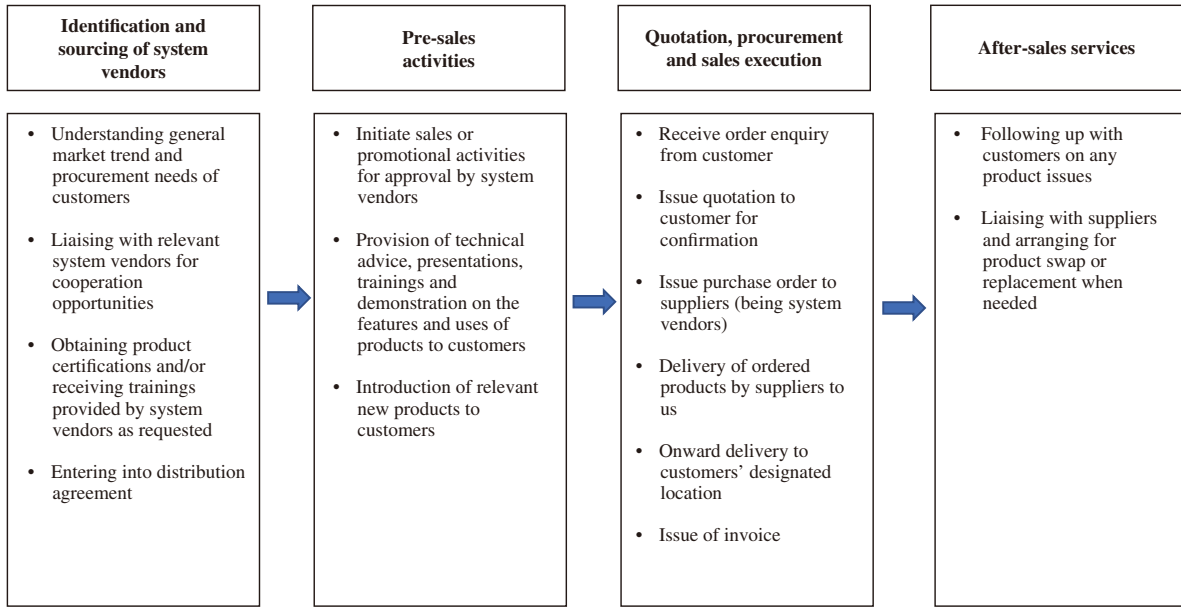 Identification and
sourcing of system
vendors
Pre-sales
activities
Quotation, procurement
and sales execution
After-sales services
• Understanding general
market trend and
procurement needs of
customers
• Liaising with relevant
system vendors for
cooperation
opportunities
• Obtaining product
certifications and/or
receiving trainings
provided by system
vendors as requested
• Entering into distribution
agreement
• Initiate sales or
promotional activities
for approval by system
vendors
• Provision of technical
advice, presentations,
trainings and
demonstration on the
features and uses of
products to customers
• Introduction of relevant
new products to
customers
• Receive order enquiry
from customer
• Issue quotation to
customer for
confirmation
• Issue purchase order to
suppliers (being system
vendors)
• Delivery of ordered
products by suppliers to
us
• Onward delivery to
customers’ designated
location
• Issue of invoice
• Following up with
customers on any
product issues
• Liaising with suppliers
and arranging for
product swap or
replacement when
needed